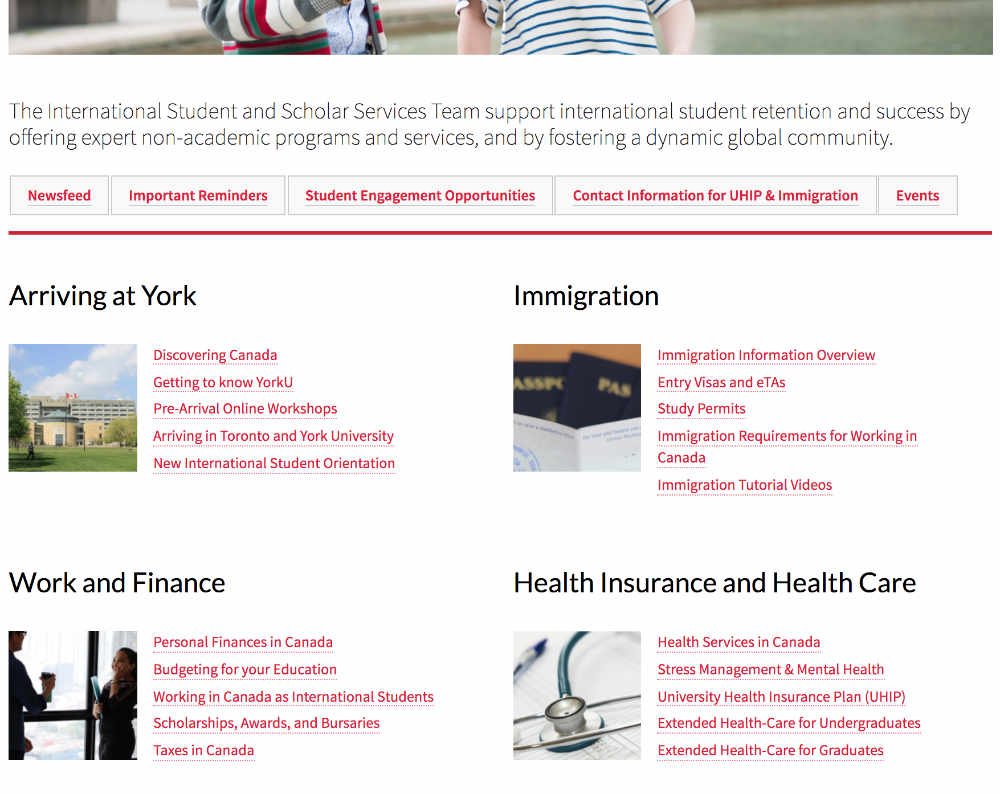 The International Student and Scholar Services Team support international student retention and success by
offering expert non-academic programs and services, and by fostering a dynamic global community.
Newsfeed
Important Reminders
Student Engagement Opportunities
Contact Information for UHIP & Immigration
Events
Arriving at York
Discovering Canada
Getting to know YorkU
Pre-Arrival Online Workshops
Arriving in Toronto and York University
New International Student Orientation
Immigration
Immigration Information Overview
Entry Visas and eTAs
Study Permits
Immigration Requirements for Working in
Canada
Immigration Tutorial Videos
Work and Finance
Personal Finances in Canada
Budgeting for your Education
Working in Canada as International Students
Scholarships, Awards, and Bursaries
Taxes in Canada
Health Insurance and Health Care
Health Services in Canada
Stress Management & Mental Health
University Health Insurance Plan (UHIP)
Extended Health-Care for Undergraduates
Extended Health-Care for Graduates